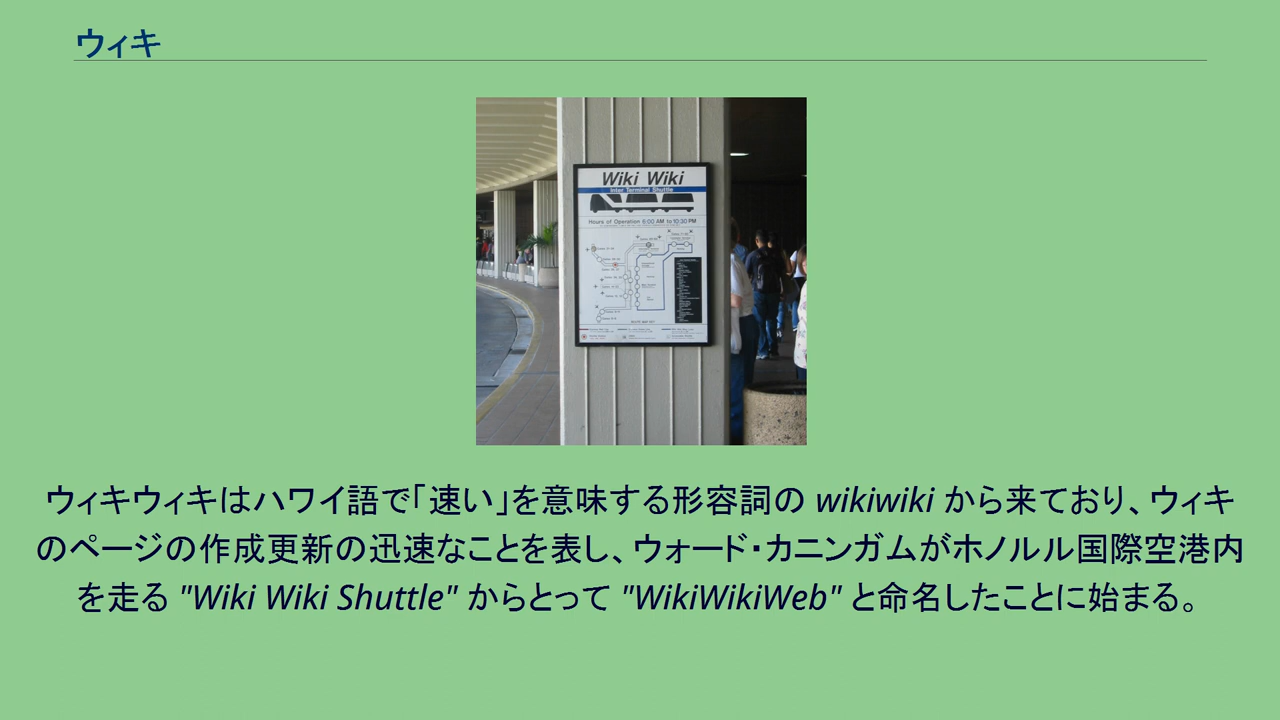 ウィキ
Wiki Wiki
Inter Terminal Shuttle
Hours of Operation 6:00 AM to 10:30 PM
ウィキウィキはハワイ語で「速い」を意味する形容詞の wikiwiki から来ており、ウィキ
のページの作成更新の迅速なことを表し、ウォード・カニンガムがホノルル国際空港内
を走る "Wiki Wiki Shuttle" からとって "WikiWikiWeb" と命名したことに始まる。